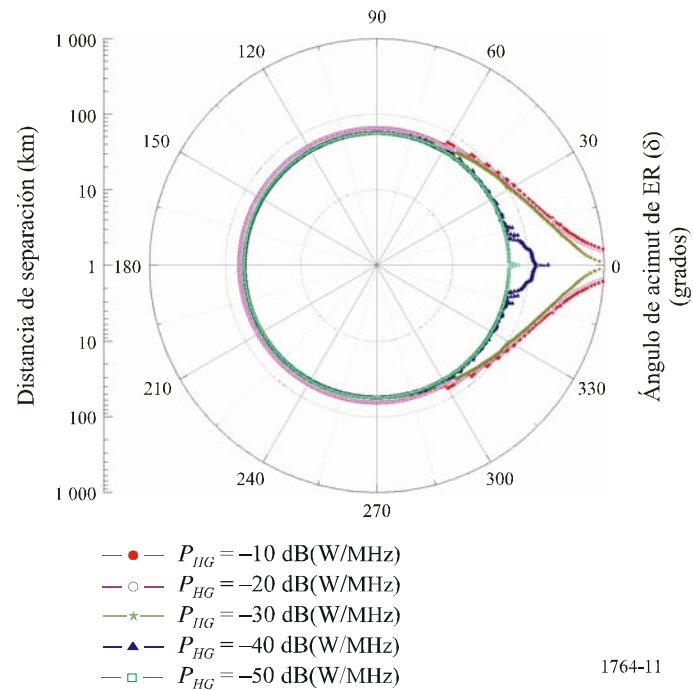 90
1 000
120
60
100
150
30
10
1
180
0
10
210
330
100
240
300
1 000
270
Distancia de separación (km)
Ángulo de acimut de ER (δ)
(grados)
P_HG = –10 dB(W/MHz)
P_HG = –20 dB(W/MHz)
P_HG = –30 dB(W/MHz)
P_HG = –40 dB(W/MHz)
P_HG = –50 dB(W/MHz)
1764-11